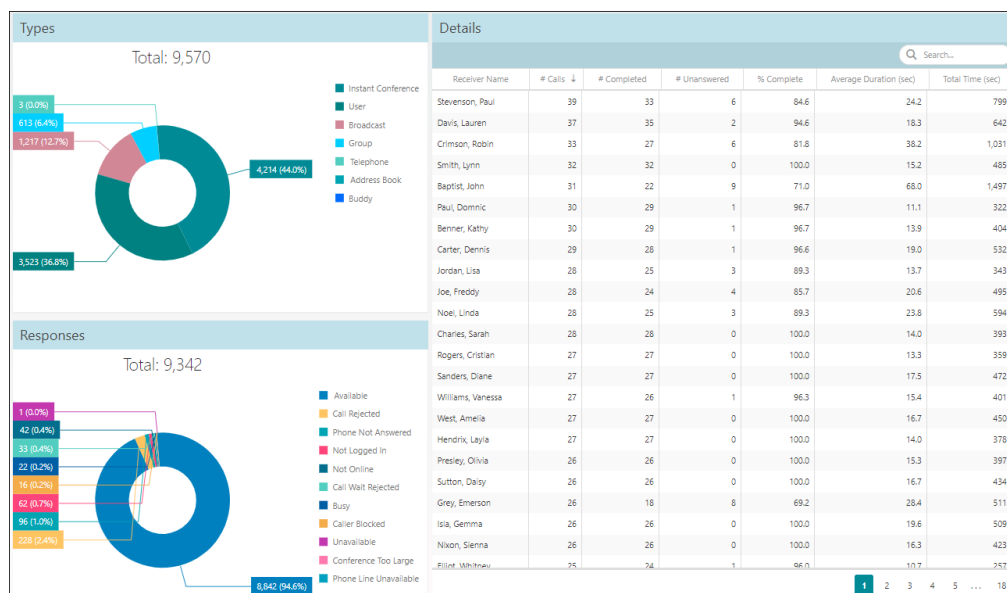 Types
Total: 9,570
3 (0.0%)
613 (6.4%)
1,217 (12.7%)
4,214 (44.0%)
3,523 (36.8%)
Instant Conference
User
Broadcast
Group
Telephone
Address Book
Buddy
Responses
Total: 9,342
1 (0.0%)
42 (0.4%)
33 (0.4%)
22 (0.2%)
16 (0.2%)
62 (0.7%)
96 (1.0%)
228 (2.4%)
8,842 (94.6%)
Available
Call Rejected
Phone Not Answered
Not Logged In
Not Online
Call Wait Rejected
Busy
Caller Blocked
Unavailable
Conference Too Large
Phone Line Unavailable
Details
Search...
Receiver Name # Calls ↓ # Completed # Unanswered % Complete Average Duration (sec) Total Time (sec)
Stevenson, Paul 39 33 6 84.6 24.2 799
Davis, Lauren 37 35 2 94.6 18.3 642
Crimson, Robin 33 27 6 81.8 38.2 1,031
Smith, Lynn 32 32 0 100.0 15.2 485
Baptist, John 31 22 9 71.0 68.0 1,497
Paul, Domnic 30 29 1 96.7 11.1 322
Benner, Kathy 30 29 1 96.7 13.9 404
Carter, Dennis 29 28 1 96.6 19.0 532
Jordan, Lisa 28 25 3 89.3 13.7 343
Joe, Freddy 28 24 4 85.7 20.6 495
Noel, Linda 28 25 3 89.3 23.8 594
Charles, Sarah 28 28 0 100.0 14.0 393
Rogers, Cristian 27 27 0 100.0 13.3 359
Sanders, Diane 27 27 0 100.0 17.5 472
Williams, Vanessa 27 26 1 96.3 15.4 401
West, Amelia 27 27 0 100.0 16.7 450
Hendrix, Layla 27 27 0 100.0 14.0 378
Presley, Olivia 26 26 0 100.0 15.3 397
Sutton, Daisy 26 26 0 100.0 16.7 434
Grey, Emerson 26 18 8 69.2 28.4 511
Isla, Gemma 26 26 0 100.0 19.6 509
Nixon, Sienna 26 26 0 100.0 16.3 423
Elliot, Whitney 25 24 1 96.0 10.7 257
1 2 3 4 5 ... 18